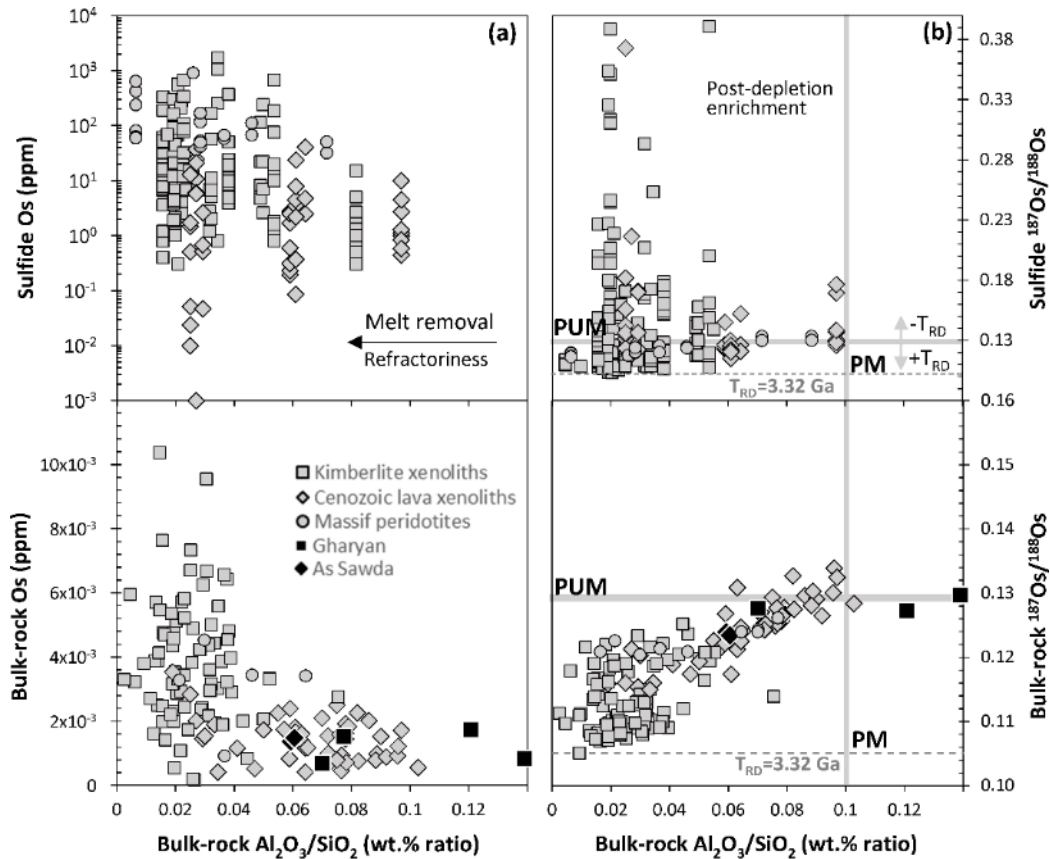 (a)
10⁴
10³
10²
10¹
10⁰
10⁻¹
10⁻²
10⁻³
Sulfide Os (ppm)
Melt removal
Refractoriness
(b)
0.38
0.33
0.28
0.23
0.18
0.13
Sulfide ¹⁸⁷Os/¹⁸⁸Os
Post-depletion
enrichment
PUM
-T_RD
+T_RD
PM
T_RD=3.32 Ga
10x10⁻³
8x10⁻³
6x10⁻³
4x10⁻³
2x10⁻³
0
Bulk-rock Os (ppm)
Kimberlite xenoliths
Cenozoic lava xenoliths
Massif peridotites
Gharyan
As Sawda
0 0.02 0.04 0.06 0.08 0.1 0.12
Bulk-rock Al₂O₃/SiO₂ (wt.% ratio)
0.16
0.15
0.14
0.13
0.12
0.11
0.10
Bulk-rock ¹⁸⁷Os/¹⁸⁸Os
PUM
PM
T_RD=3.32 Ga
0 0.02 0.04 0.06 0.08 0.1 0.12
Bulk-rock Al₂O₃/SiO₂ (wt.% ratio)